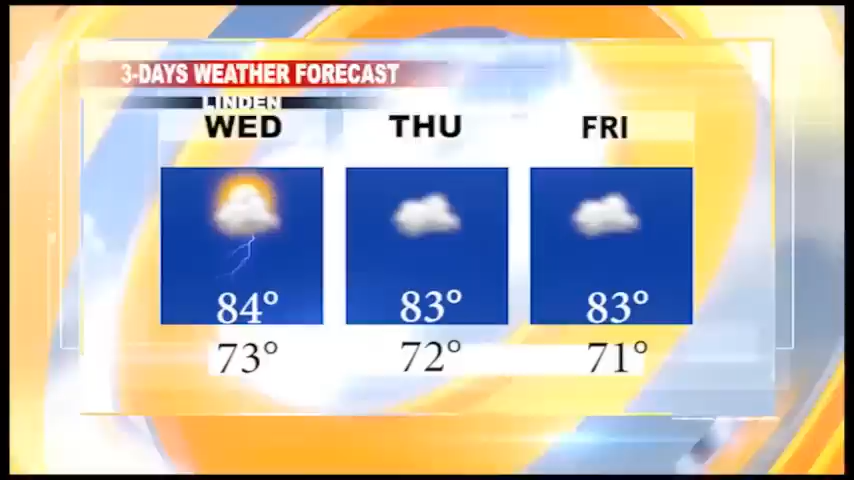 3-DAYS WEATHER FORECAST
LINDEN
WED THU FRI
84° 83° 83°
73° 72° 71°